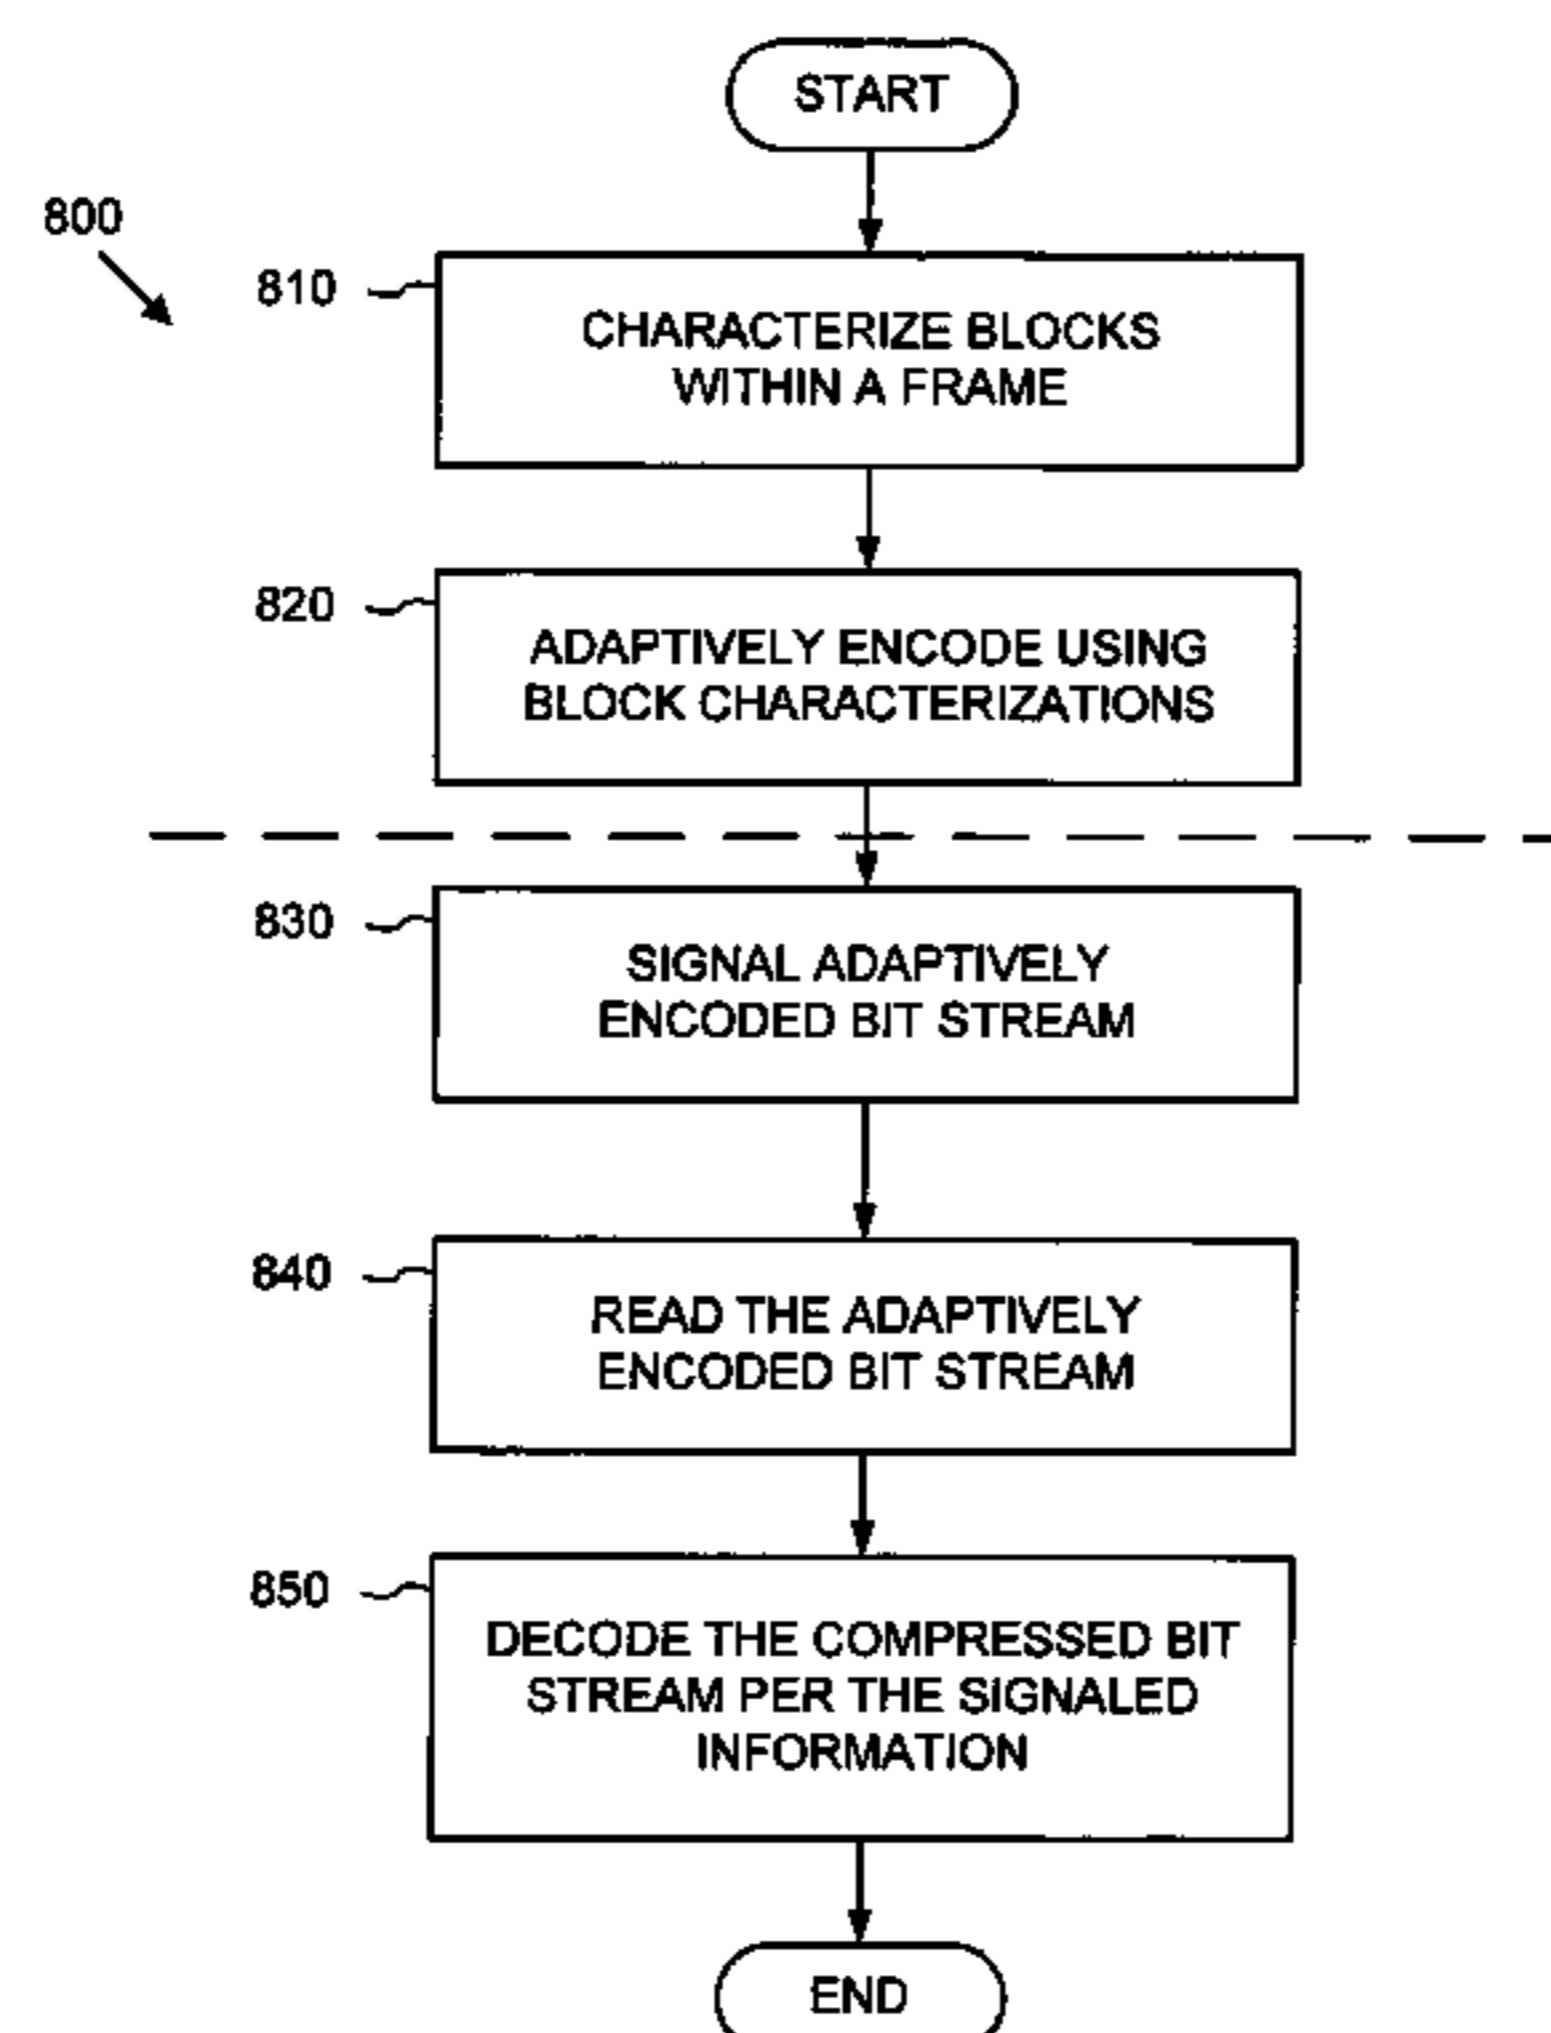 START
800
810
CHARACTERIZE BLOCKS
WITHIN A FRAME
820
ADAPTIVELY ENCODE USING
BLOCK CHARACTERIZATIONS
830
SIGNAL ADAPTIVELY
ENCODED BIT STREAM
840
READ THE ADAPTIVELY
ENCODED BIT STREAM
850
DECODE THE COMPRESSED BIT
STREAM PER THE SIGNALED
INFORMATION
END